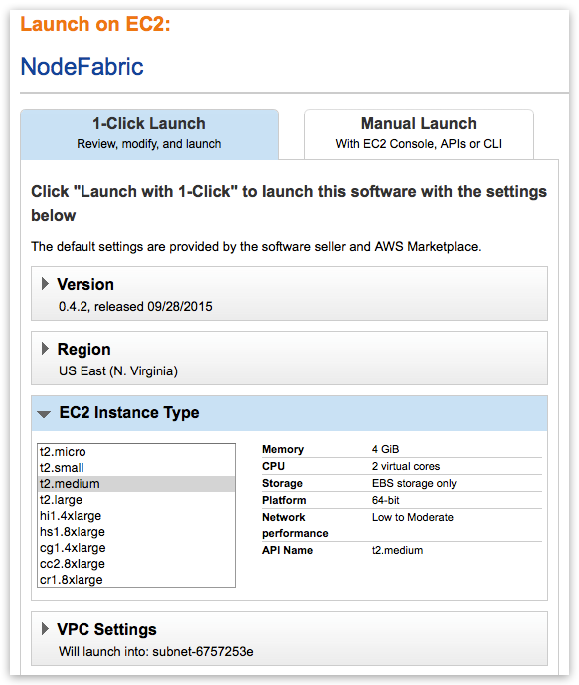 Launch on EC2:
NodeFabric
1-Click Launch
Review, modify, and launch
Manual Launch
With EC2 Console, APIs or CLI
Click "Launch with 1-Click" to launch this software with the settings
below
The default settings are provided by the software seller and AWS Marketplace.
Version
0.4.2, released 09/28/2015
Region
US East (N. Virginia)
EC2 Instance Type
t2.micro
t2.small
t2.medium
t2.large
hi1.4xlarge
hs1.8xlarge
cg1.4xlarge
cc2.8xlarge
cr1.8xlarge
Memory 4 GiB
CPU 2 virtual cores
Storage EBS storage only
Platform 64-bit
Network Low to Moderate
performance
API Name t2.medium
VPC Settings
Will launch into: subnet-6757253e